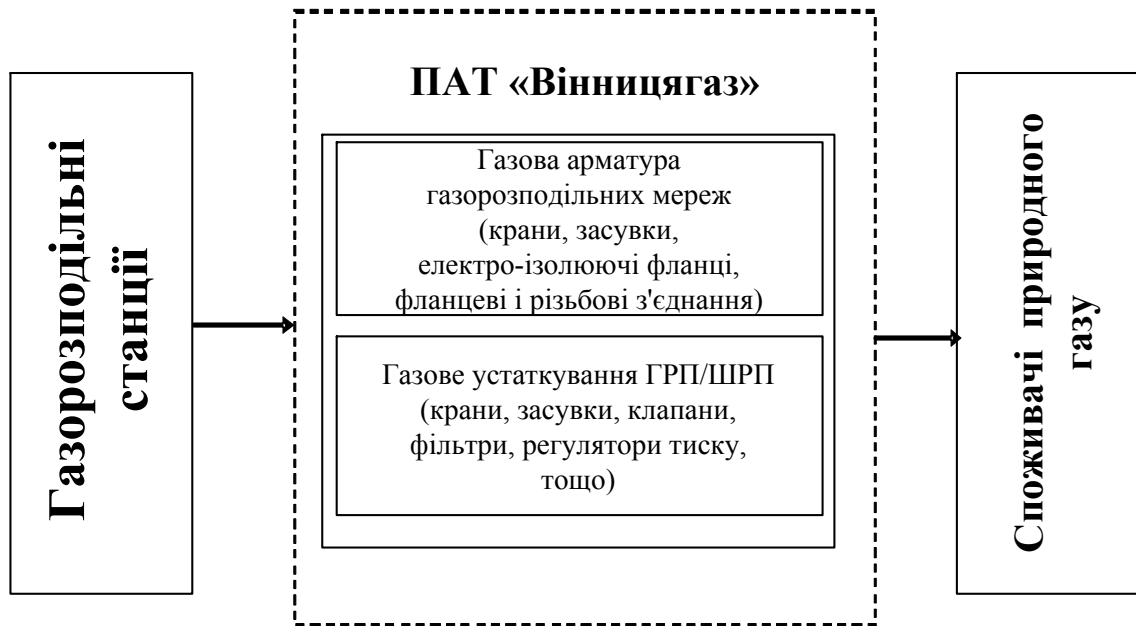 Газорозподільні
станції
ПАТ «Вінницягаз»
Газова арматура
газорозподільних мереж
(крани, засувки,
електро-ізолюючі фланці,
фланцеві і різьбові з'єднання)
Газове устаткування ГРП/ШРП
(крани, засувки, клапани,
фільтри, регулятори тиску,
тощо)
Споживачі природного
газу